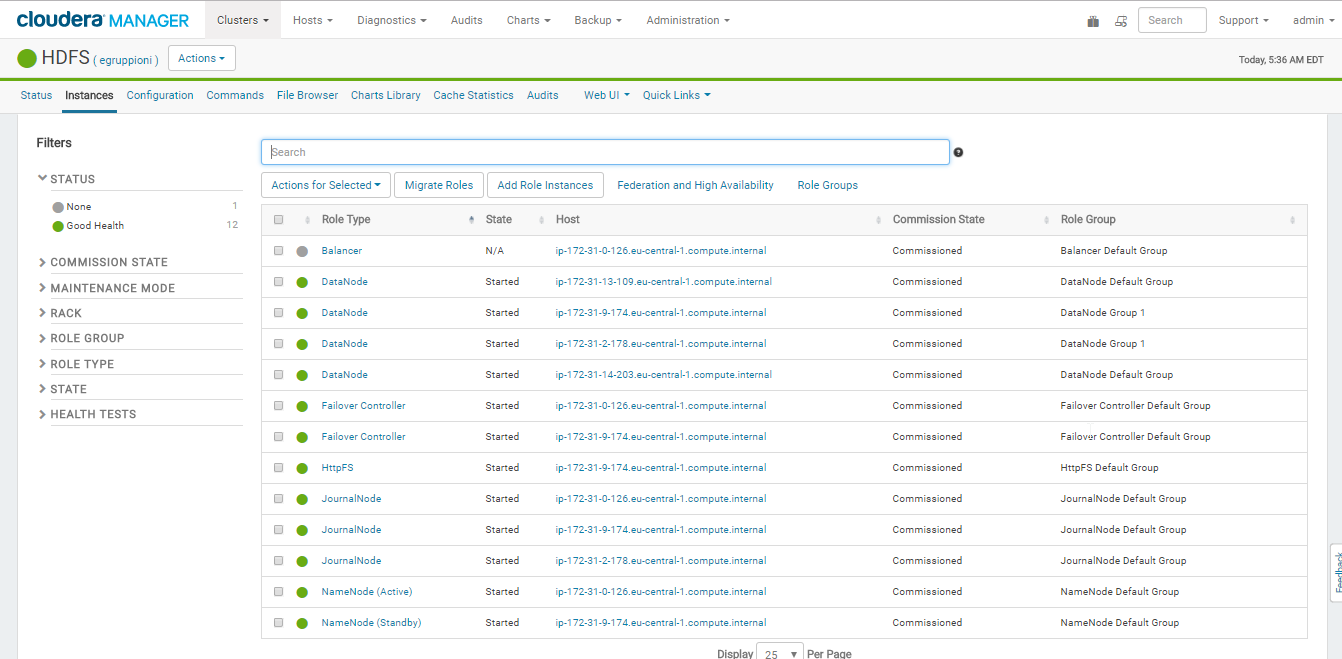 cloudera MANAGER Clusters Hosts Diagnostics Audits Charts Backup Administration Search Support admin
HDFS ( egruppioni ) Actions Today, 5:36 AM EDT
Status Instances Configuration Commands File Browser Charts Library Cache Statistics Audits Web UI Quick Links
Filters
STATUS
None 1
Good Health 12
COMMISSION STATE
MAINTENANCE MODE
RACK
ROLE GROUP
ROLE TYPE
STATE
HEALTH TESTS
Search
Actions for Selected Migrate Roles Add Role Instances Federation and High Availability Role Groups
Role Type State Host Commission State Role Group
Balancer N/A ip-172-31-0-126.eu-central-1.compute.internal Commissioned Balancer Default Group
DataNode Started ip-172-31-13-109.eu-central-1.compute.internal Commissioned DataNode Default Group
DataNode Started ip-172-31-9-174.eu-central-1.compute.internal Commissioned DataNode Group 1
DataNode Started ip-172-31-2-178.eu-central-1.compute.internal Commissioned DataNode Group 1
DataNode Started ip-172-31-14-203.eu-central-1.compute.internal Commissioned DataNode Default Group
Failover Controller Started ip-172-31-0-126.eu-central-1.compute.internal Commissioned Failover Controller Default Group
Failover Controller Started ip-172-31-9-174.eu-central-1.compute.internal Commissioned Failover Controller Default Group
HttpFS Started ip-172-31-9-174.eu-central-1.compute.internal Commissioned HttpFS Default Group
JournalNode Started ip-172-31-0-126.eu-central-1.compute.internal Commissioned JournalNode Default Group
JournalNode Started ip-172-31-9-174.eu-central-1.compute.internal Commissioned JournalNode Default Group
JournalNode Started ip-172-31-2-178.eu-central-1.compute.internal Commissioned JournalNode Default Group
NameNode (Active) Started ip-172-31-0-126.eu-central-1.compute.internal Commissioned NameNode Default Group
NameNode (Standby) Started ip-172-31-9-174.eu-central-1.compute.internal Commissioned NameNode Default Group
Display 25 Per Page
Feedback